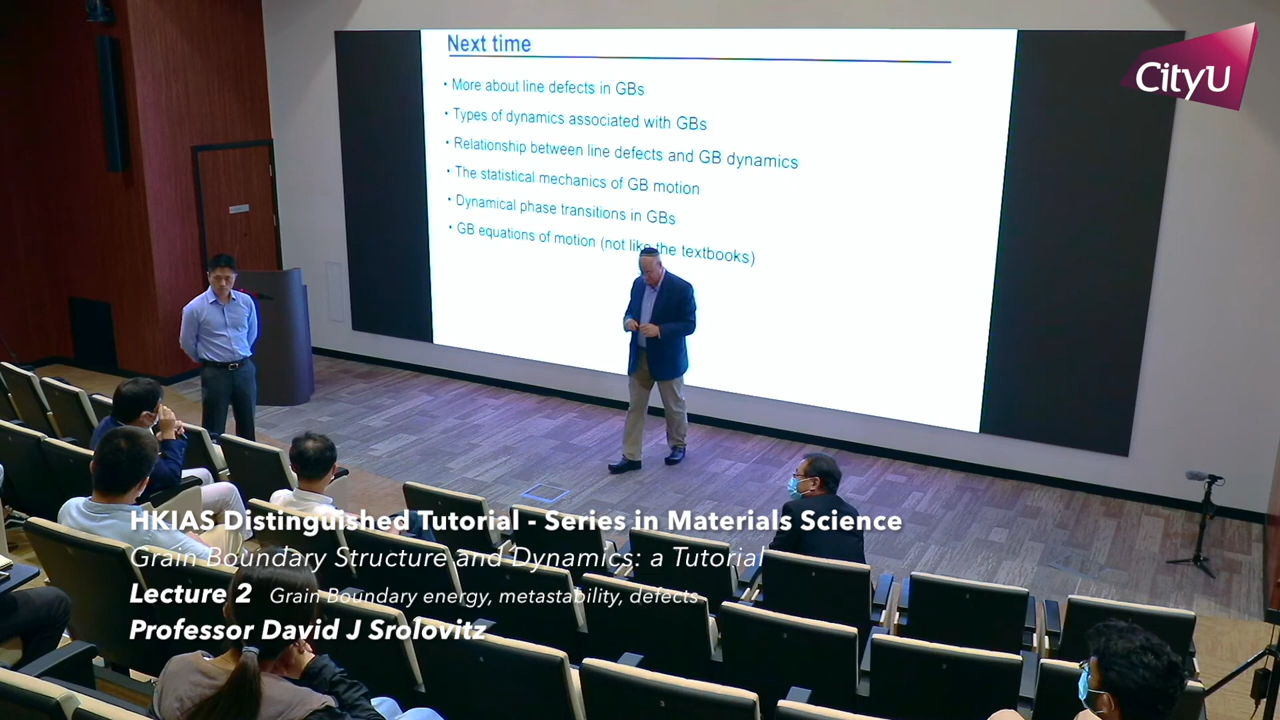 Next time
CityU
• More about line defects in GBs
• Types of dynamics associated with GBs
• Relationship between line defects and GB dynamics
• The statistical mechanics of GB motion
• Dynamical phase transitions in GBs
• GB equations of motion (not like the textbooks)
HKIAS Distinguished Tutorial - Series in Materials Science
Grain Boundary Structure and Dynamics: a Tutorial
Lecture 2 Grain Boundary energy, metastability, defects
Professor David J Srolovitz